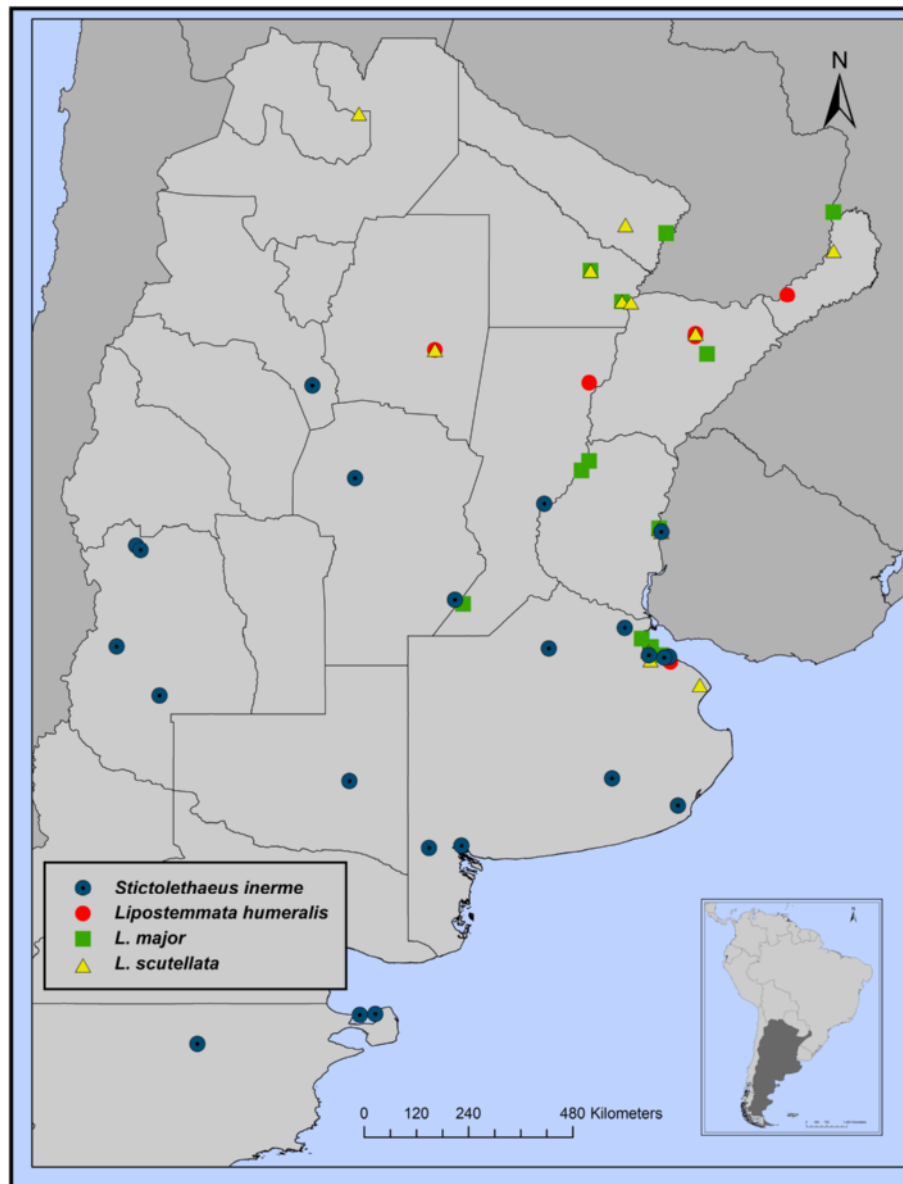 N
Stictolethaeus inerme
Lipostemmata humeralis
L. major
L. scutellata
0 120 240 480 Kilometers